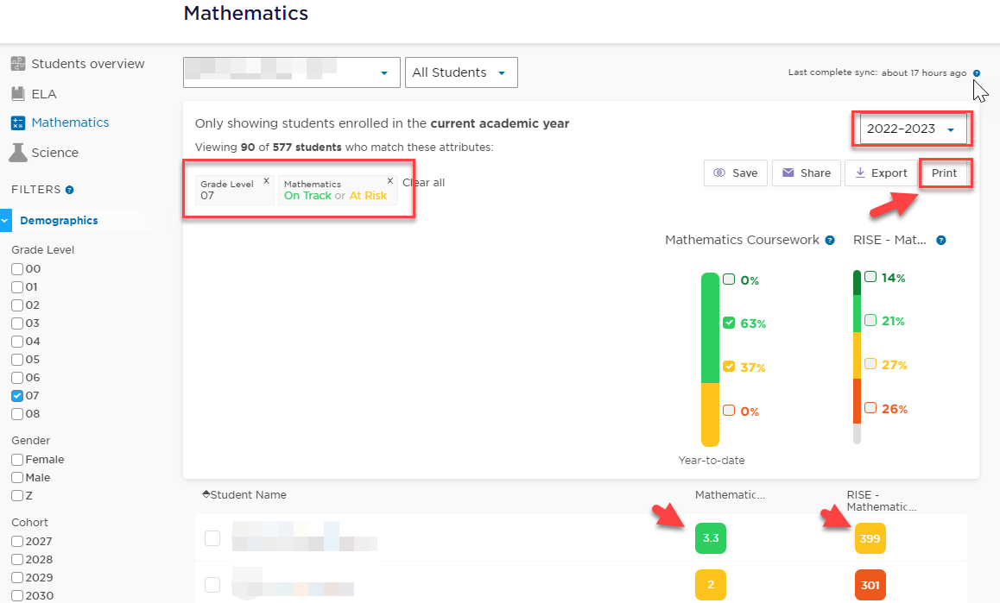 Mathematics
Students overview
ELA
Mathematics
Science
FILTERS ?
Demographics
Grade Level
00
01
02
03
04
05
06
07
08
Gender
Female
Male
Z
Cohort
2027
2028
2029
2030
All Students
Last complete sync: about 17 hours ago ?
Only showing students enrolled in the current academic year
2022–2023
Viewing 90 of 577 students who match these attributes:
Grade Level x
07
Mathematics x
On Track or At Risk
Clear all
Save
Share
Export
Print
Mathematics Coursework ?
0%
63%
37%
0%
Year-to-date
RISE - Mat... ?
14%
21%
27%
26%
Student Name
Mathematic...
RISE -
Mathematic...
3.3
399
2
301